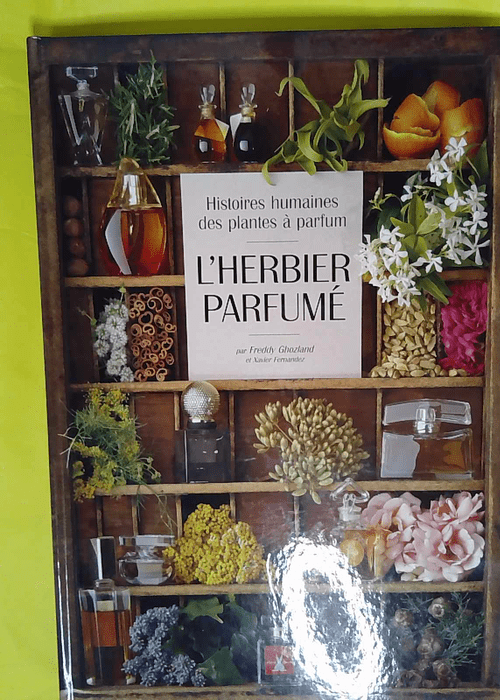 Histoires humaines
des plantes à parfum
L'HERBIER
PARFUMÉ
par Freddy Ghozland
et Xavier Fernandez